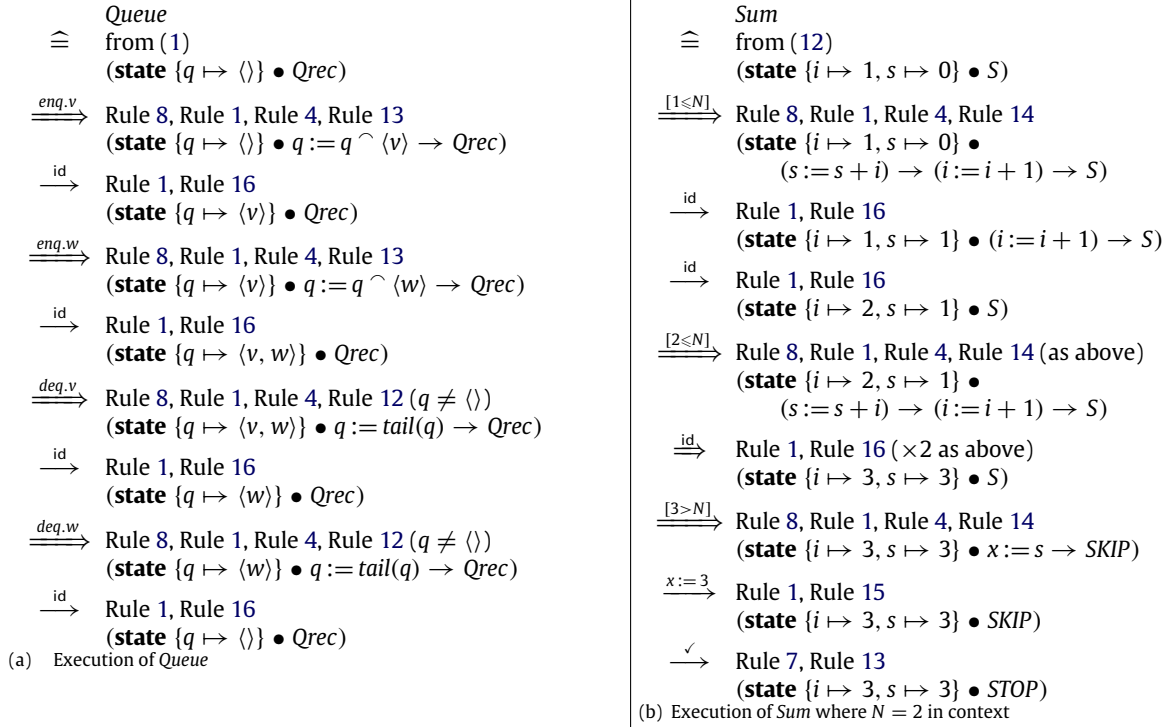 Queue
≙ from (1)
(state {q ↦ ⟨⟩} • Qrec)
enq.v
⟹ Rule 8, Rule 1, Rule 4, Rule 13
(state {q ↦ ⟨⟩} • q := q ⌢ ⟨v⟩ → Qrec)
id
⟶ Rule 1, Rule 16
(state {q ↦ ⟨v⟩} • Qrec)
enq.w
⟹ Rule 8, Rule 1, Rule 4, Rule 13
(state {q ↦ ⟨v⟩} • q := q ⌢ ⟨w⟩ → Qrec)
id
⟶ Rule 1, Rule 16
(state {q ↦ ⟨v, w⟩} • Qrec)
deq.v
⟹ Rule 8, Rule 1, Rule 4, Rule 12 (q ≠ ⟨⟩)
(state {q ↦ ⟨v, w⟩} • q := tail(q) → Qrec)
id
⟶ Rule 1, Rule 16
(state {q ↦ ⟨w⟩} • Qrec)
deq.w
⟹ Rule 8, Rule 1, Rule 4, Rule 12 (q ≠ ⟨⟩)
(state {q ↦ ⟨w⟩} • q := tail(q) → Qrec)
id
⟶ Rule 1, Rule 16
(state {q ↦ ⟨⟩} • Qrec)
(a) Execution of Queue
Sum
≙ from (12)
(state {i ↦ 1, s ↦ 0} • S)
[1⩽N]
⟹ Rule 8, Rule 1, Rule 4, Rule 14
(state {i ↦ 1, s ↦ 0} •
(s := s + i) → (i := i + 1) → S)
id
⟶ Rule 1, Rule 16
(state {i ↦ 1, s ↦ 1} • (i := i + 1) → S)
id
⟶ Rule 1, Rule 16
(state {i ↦ 2, s ↦ 1} • S)
[2⩽N]
⟹ Rule 8, Rule 1, Rule 4, Rule 14 (as above)
(state {i ↦ 2, s ↦ 1} •
(s := s + i) → (i := i + 1) → S)
id
⟹ Rule 1, Rule 16 (×2 as above)
(state {i ↦ 3, s ↦ 3} • S)
[3>N]
⟹ Rule 8, Rule 1, Rule 4, Rule 14
(state {i ↦ 3, s ↦ 3} • x := s → SKIP)
x := 3
⟶ Rule 1, Rule 15
(state {i ↦ 3, s ↦ 3} • SKIP)
✓
⟶ Rule 7, Rule 13
(state {i ↦ 3, s ↦ 3} • STOP)
(b) Execution of Sum where N = 2 in context